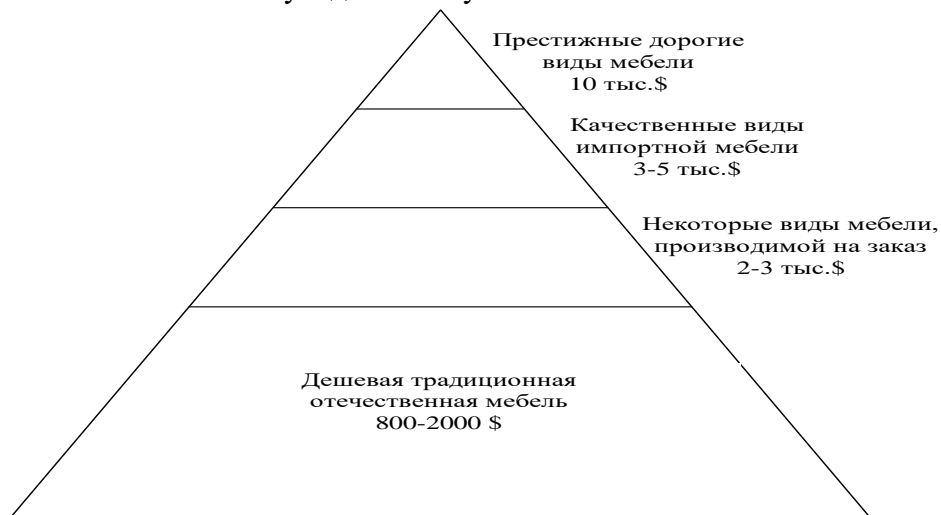 Престижные дорогие
виды мебели
10 тыс.$
Качественные виды
импортной мебели
3-5 тыс.$
Некоторые виды мебели,
производимой на заказ
2-3 тыс.$
Дешевая традиционная
отечественная мебель
800-2000 $